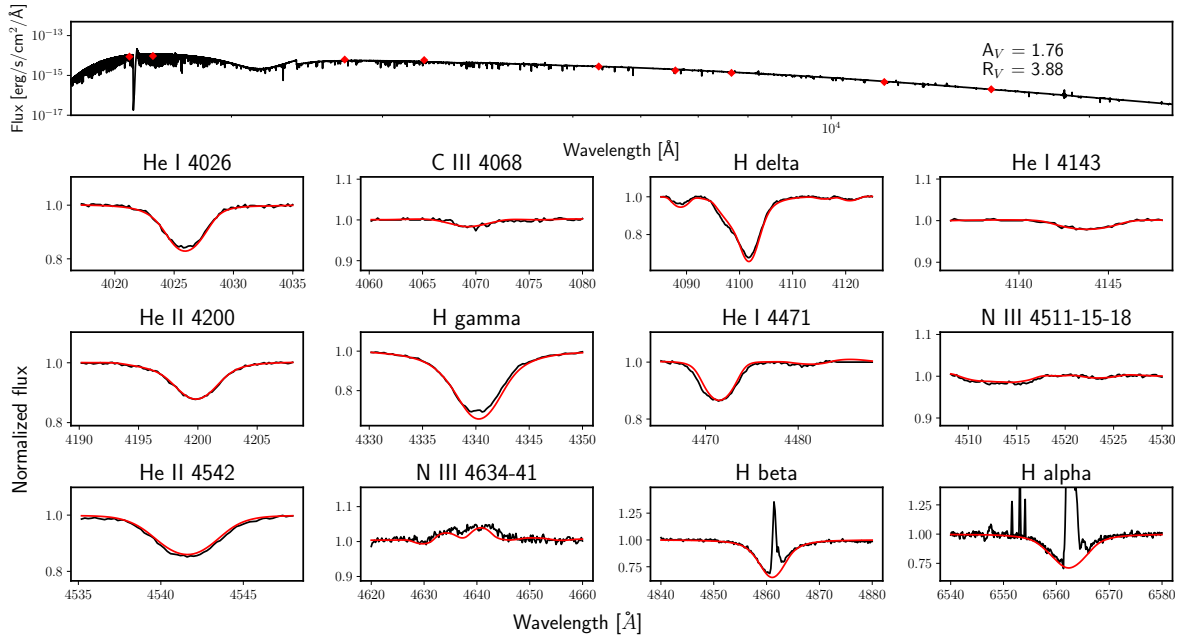 Flux [erg/s/cm²/Å]
10⁻¹³
10⁻¹⁵
10⁻¹⁷
A_V = 1.76
R_V = 3.88
10⁴
Wavelength [Å]
He I 4026
1.0
0.8
4020 4025 4030 4035
C III 4068
1.1
1.0
0.9
4060 4065 4070 4075 4080
H delta
1.0
0.8
4090 4100 4110 4120
He I 4143
1.1
1.0
0.9
4140 4145
Normalized flux
He II 4200
1.0
0.8
4190 4195 4200 4205
H gamma
1.0
0.8
4330 4335 4340 4345 4350
He I 4471
1.0
0.8
4470 4480
N III 4511-15-18
1.1
1.0
0.9
4510 4515 4520 4525 4530
He II 4542
1.0
0.8
4535 4540 4545
N III 4634-41
1.1
1.0
0.9
4620 4630 4640 4650 4660
H beta
1.25
1.00
0.75
4840 4850 4860 4870 4880
H alpha
1.25
1.00
0.75
6540 6550 6560 6570 6580
Wavelength [Å]